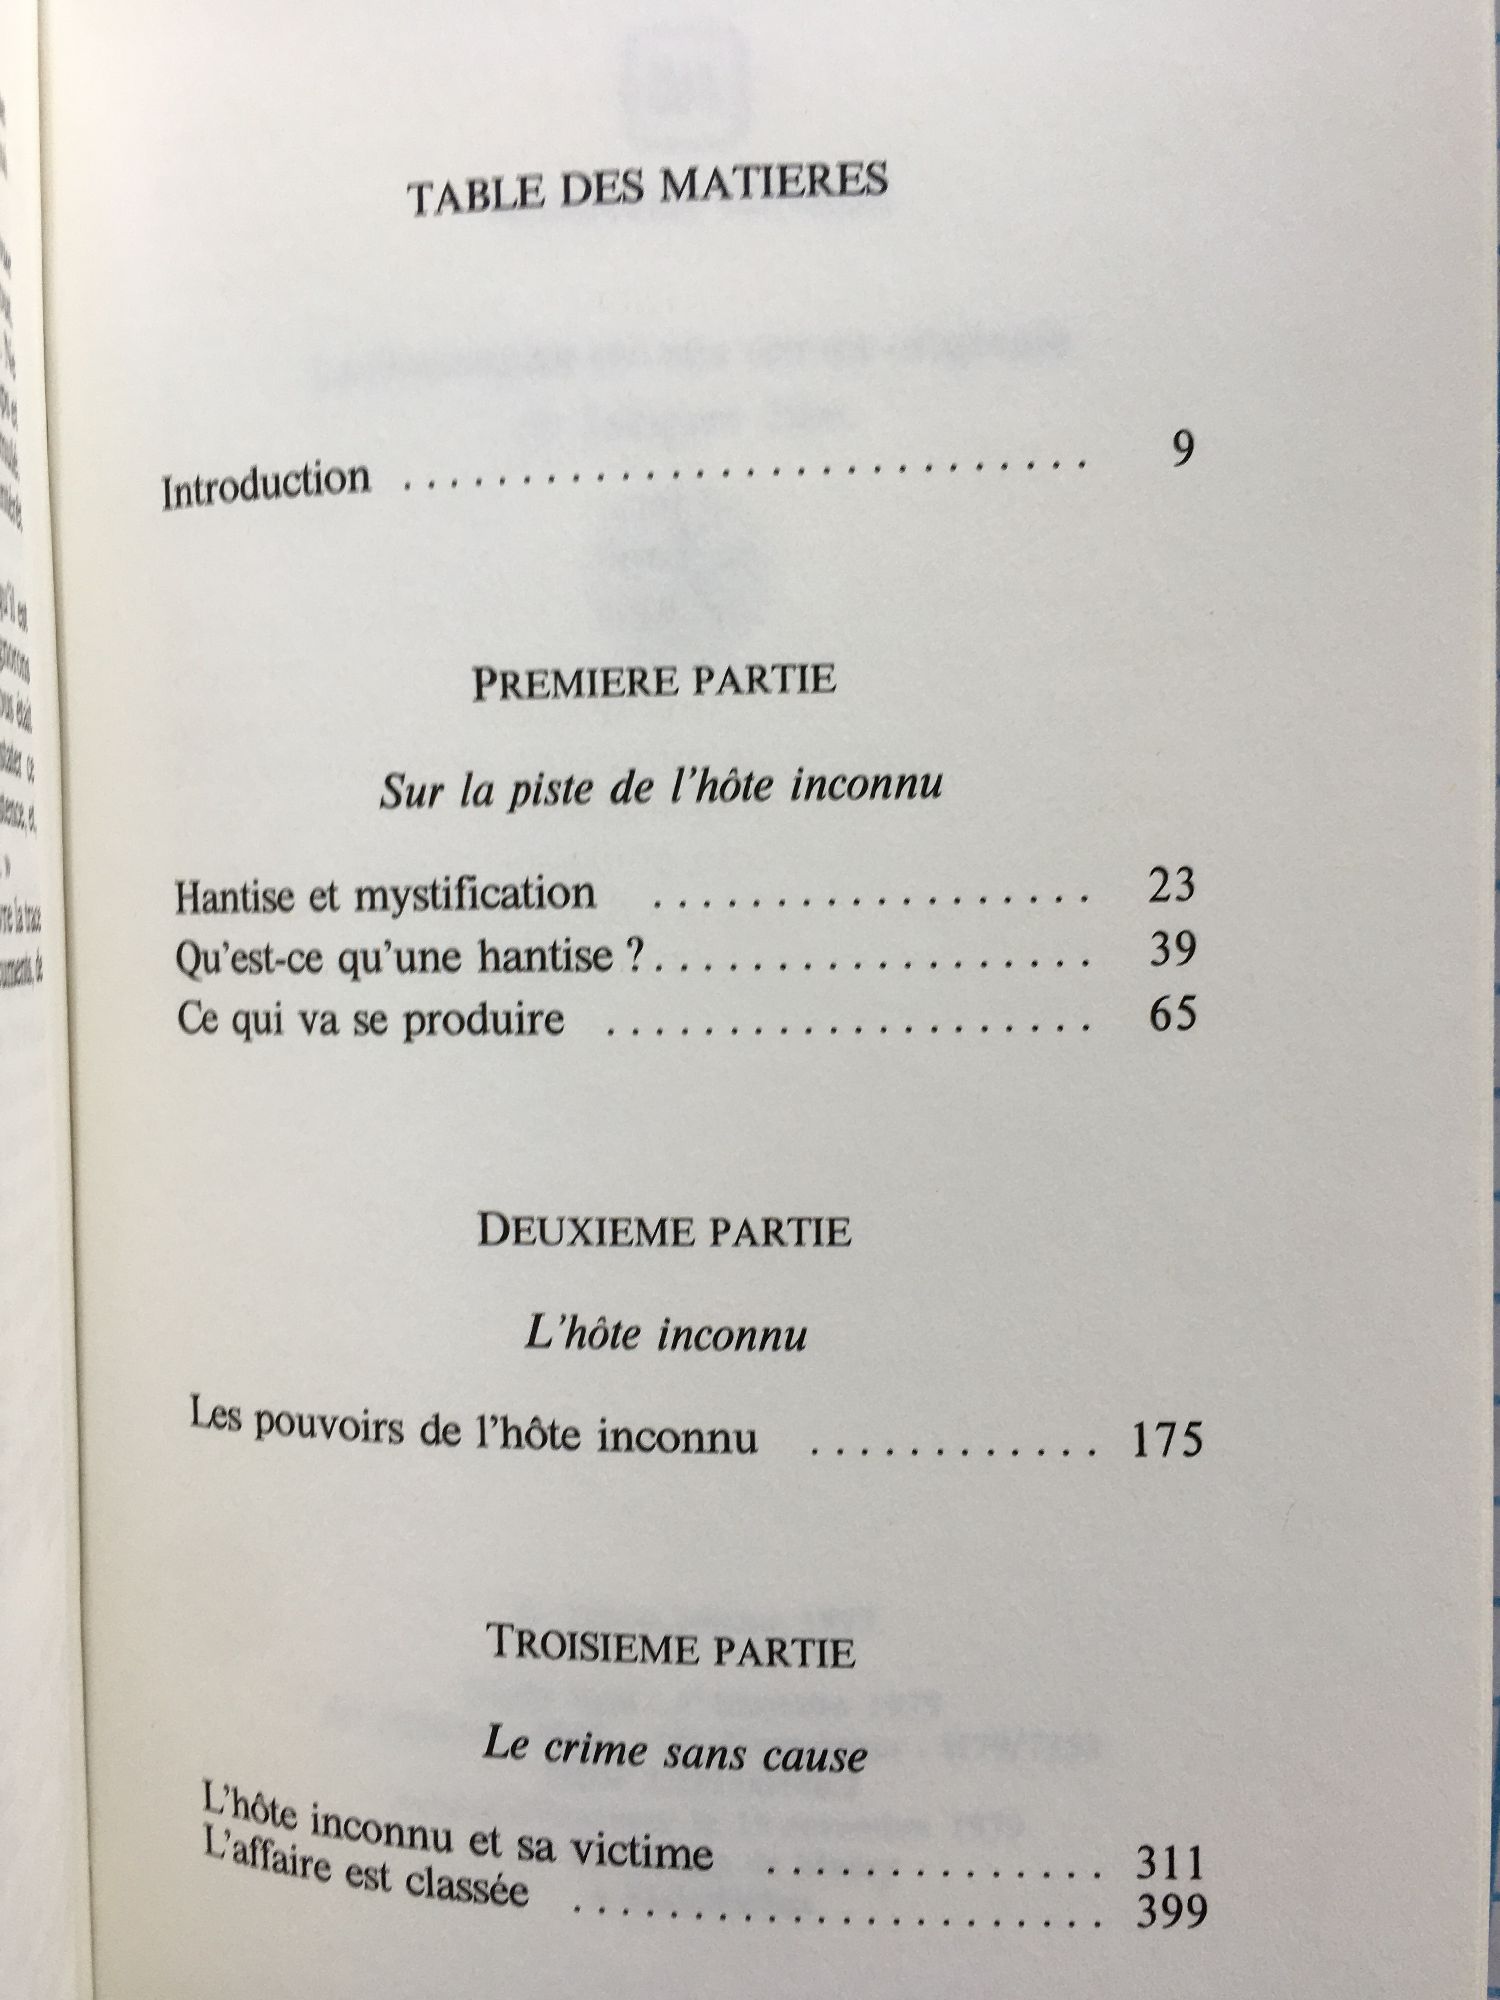 TABLE DES MATIERES
Introduction ............................. 9
PREMIERE PARTIE
Sur la piste de l'hôte inconnu
Hantise et mystification ................... 23
Qu'est-ce qu'une hantise ?................... 39
Ce qui va se produire ..................... 65
DEUXIEME PARTIE
L'hôte inconnu
Les pouvoirs de l'hôte inconnu ............. 175
TROISIEME PARTIE
Le crime sans cause
L'hôte inconnu et sa victime ............... 311
L'affaire est classée ....................... 399